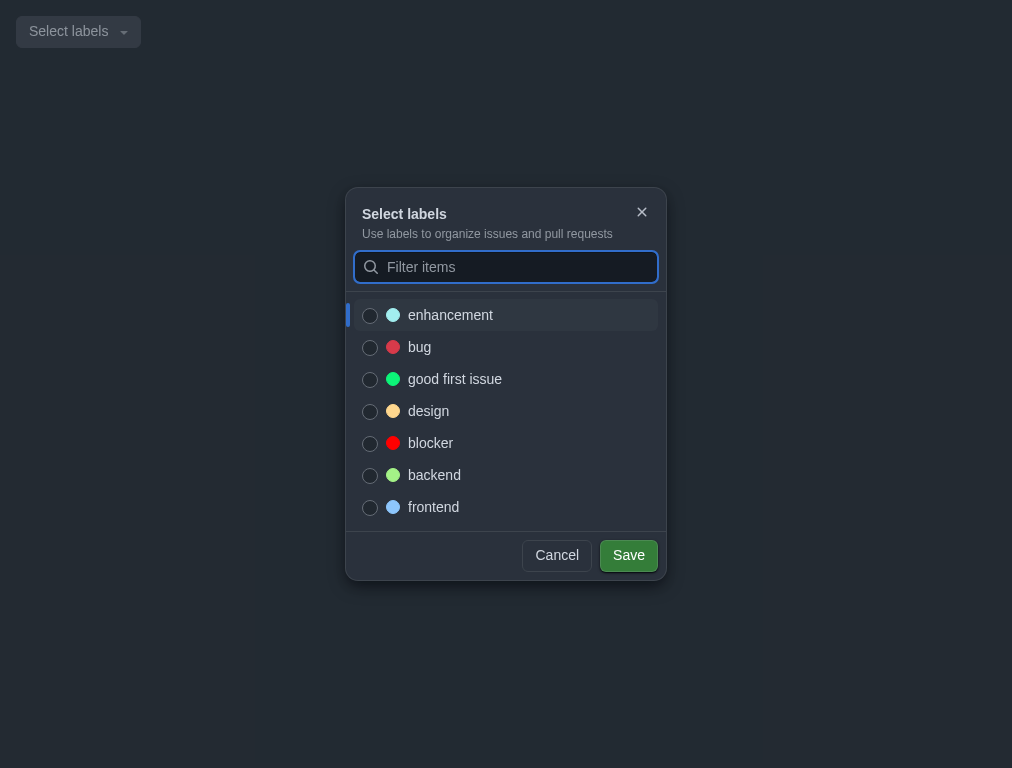 Select labels
Select labels
Use labels to organize issues and pull requests
Filter items
enhancement
bug
good first issue
design
blocker
backend
frontend
Cancel Save